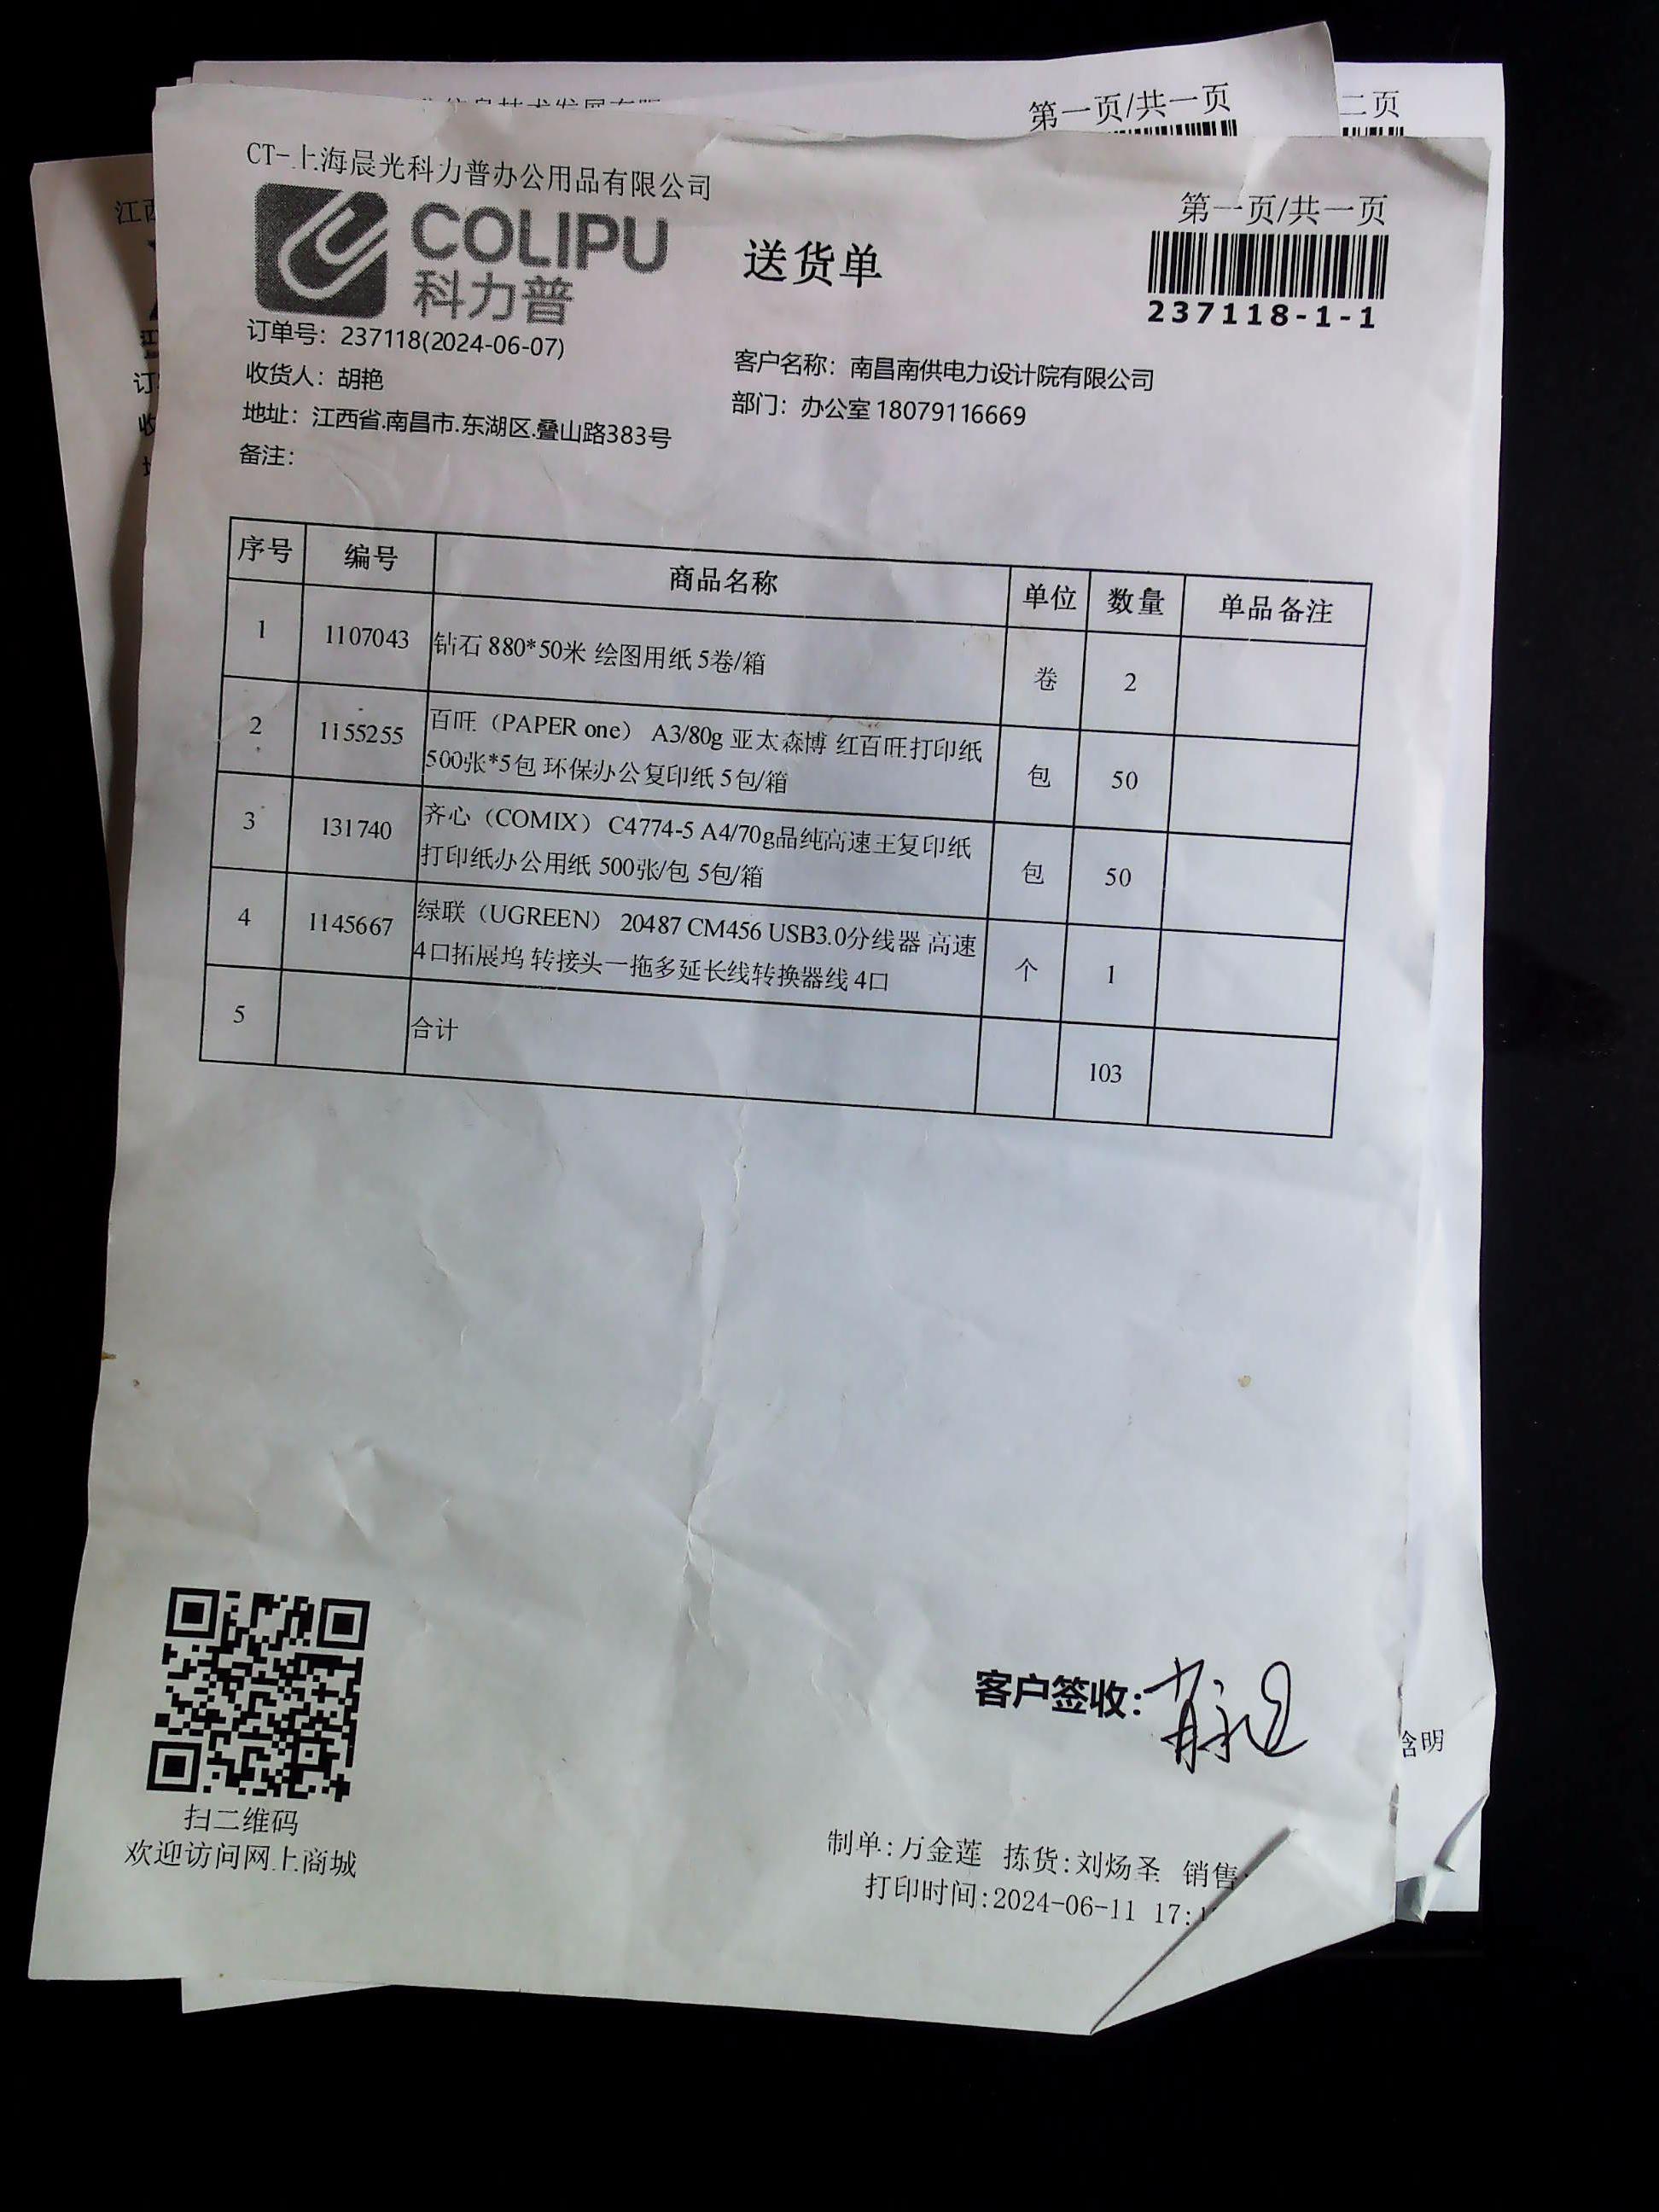 第一页/共一页
二页
CT-上海晨光科力普办公用品有限公司
第一页/共一页
COLIPU
科力普
送货单
237118-1-1
订单号：237118(2024-06-07)
收货人：胡艳
客户名称：南昌南供电力设计院有限公司
地址：江西省.南昌市.东湖区.叠山路383号
部门：办公室18079116669
备注：
序号 编号 商品名称 单位 数量 单品备注
1 1107043 钻石 880*50米 绘图用纸 5卷/箱 卷 2
2 1155255 百旺（PAPER one） A3/80g 亚太森博 红百旺打印纸
500张*5包 环保办公复印纸 5包/箱 包 50
3 131740 齐心（COMIX） C4774-5 A4/70g晶纯高速王复印纸
打印纸办公用纸 500张/包 5包/箱 包 50
4 1145667 绿联（UGREEN） 20487 CM456 USB3.0分线器 高速
4口拓展坞 转接头一拖多延长线转换器线 4口 个 1
5 合计 103
客户签收：
扫二维码
欢迎访问网上商城
制单:万金莲 拣货:刘炀圣 销售:
打印时间:2024-06-11 17:1